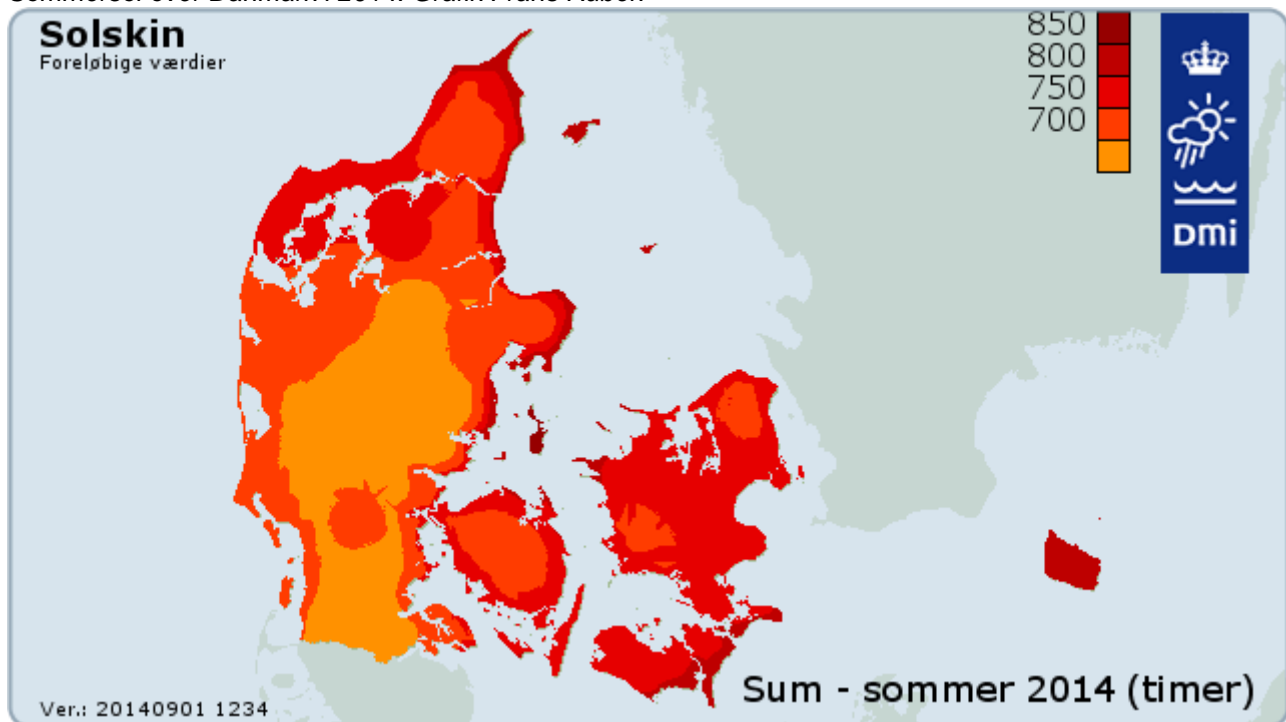 Solskin
Foreløbige værdier
850
800
750
700
DMi
Sum - sommer 2014 (timer)
Ver.: 20140901 1234